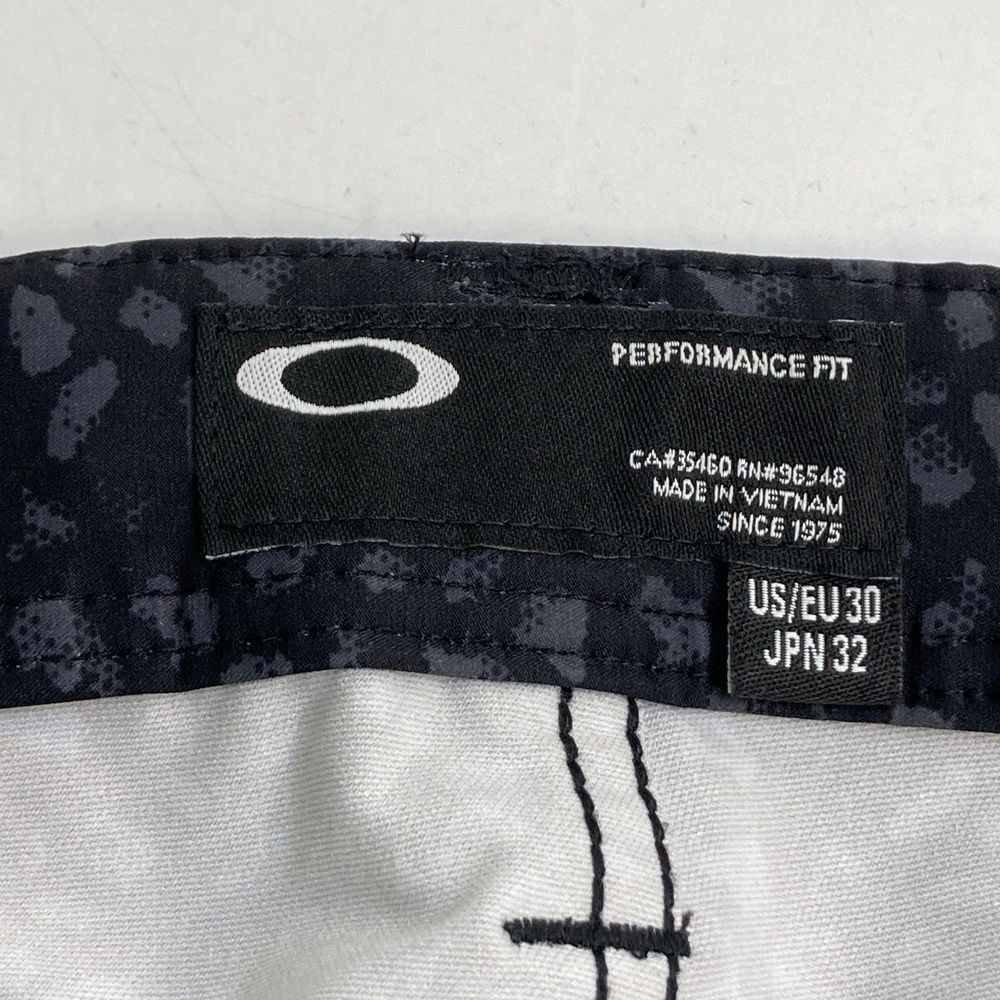 PERFORMANCE FIT
CA#35460 RN#96548
MADE IN VIETNAM
SINCE 1975
US/EU 30
JPN 32